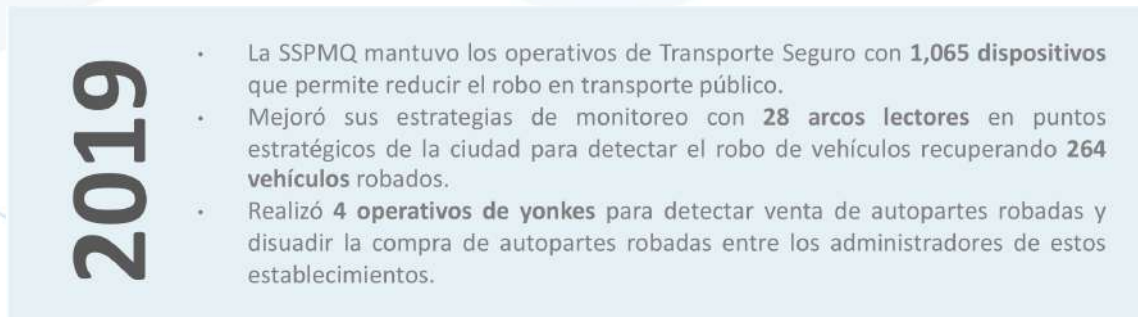 2019
· La SSPMQ mantuvo los operativos de Transporte Seguro con 1,065 dispositivos
que permite reducir el robo en transporte público.
· Mejoró sus estrategias de monitoreo con 28 arcos lectores en puntos
estratégicos de la ciudad para detectar el robo de vehículos recuperando 264
vehículos robados.
· Realizó 4 operativos de yonkes para detectar venta de autopartes robadas y
disuadir la compra de autopartes robadas entre los administradores de estos
establecimientos.